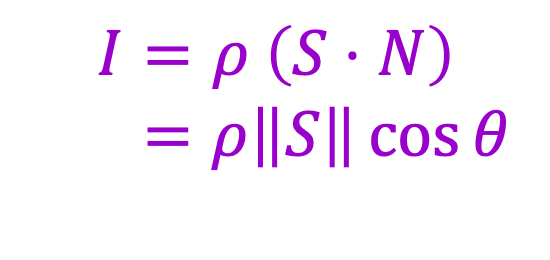 I = ρ (S · N)
= ρ‖S‖ cos θ